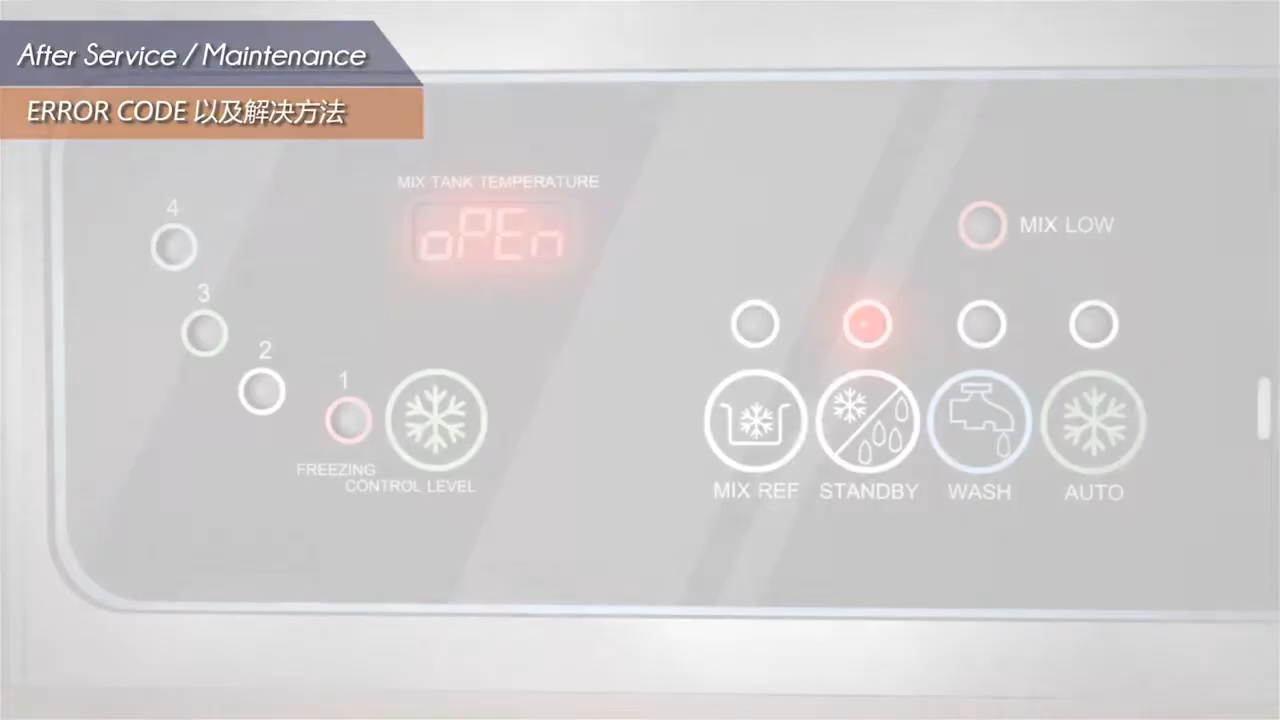 After Service / Maintenance
ERROR CODE 以及解决方法
MIX TANK TEMPERATURE
oPEn
4
3
2
1
FREEZING
CONTROL LEVEL
MIX LOW
MIX REF
STANDBY
WASH
AUTO